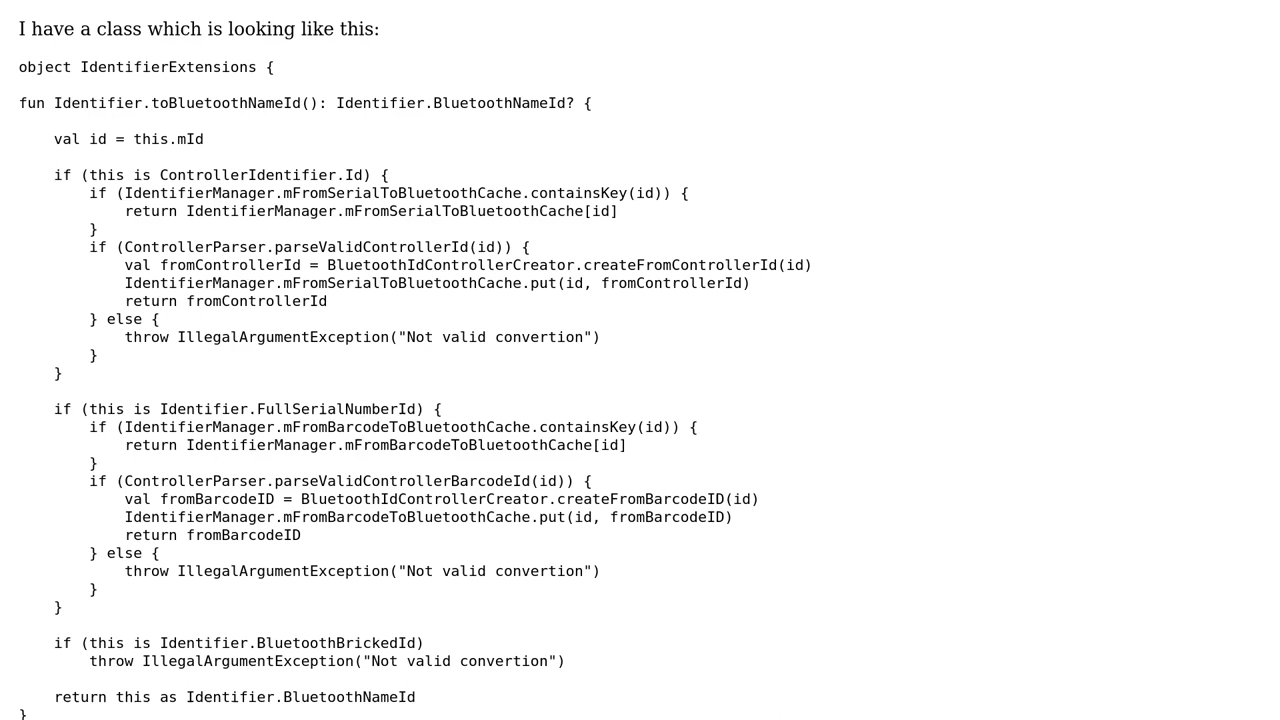 I have a class which is looking like this:
object IdentifierExtensions {
fun Identifier.toBluetoothNameId(): Identifier.BluetoothNameId? {
    val id = this.mId
    if (this is ControllerIdentifier.Id) {
        if (IdentifierManager.mFromSerialToBluetoothCache.containsKey(id)) {
            return IdentifierManager.mFromSerialToBluetoothCache[id]
        }
        if (ControllerParser.parseValidControllerId(id)) {
            val fromControllerId = BluetoothIdControllerCreator.createFromControllerId(id)
            IdentifierManager.mFromSerialToBluetoothCache.put(id, fromControllerId)
            return fromControllerId
        } else {
            throw IllegalArgumentException("Not valid convertion")
        }
    }
    if (this is Identifier.FullSerialNumberId) {
        if (IdentifierManager.mFromBarcodeToBluetoothCache.containsKey(id)) {
            return IdentifierManager.mFromBarcodeToBluetoothCache[id]
        }
        if (ControllerParser.parseValidControllerBarcodeId(id)) {
            val fromBarcodeID = BluetoothIdControllerCreator.createFromBarcodeID(id)
            IdentifierManager.mFromBarcodeToBluetoothCache.put(id, fromBarcodeID)
            return fromBarcodeID
        } else {
            throw IllegalArgumentException("Not valid convertion")
        }
    }
    if (this is Identifier.BluetoothBrickedId)
        throw IllegalArgumentException("Not valid convertion")
    return this as Identifier.BluetoothNameId
}